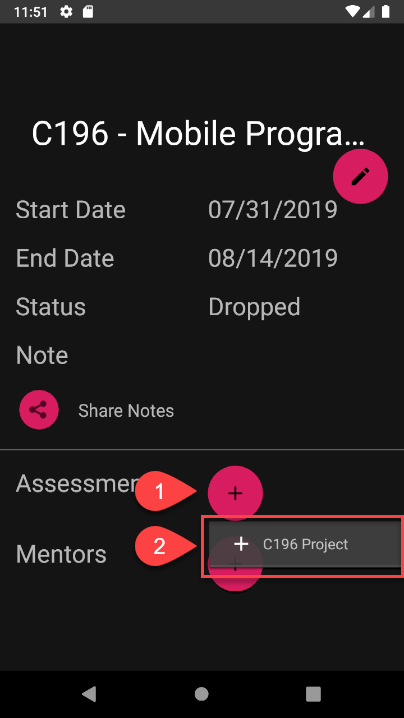 11:51
C196 - Mobile Progra...
Start Date 07/31/2019
End Date 08/14/2019
Status Dropped
Note
Share Notes
Assessmen
1
+
2
+ C196 Project
Mentors